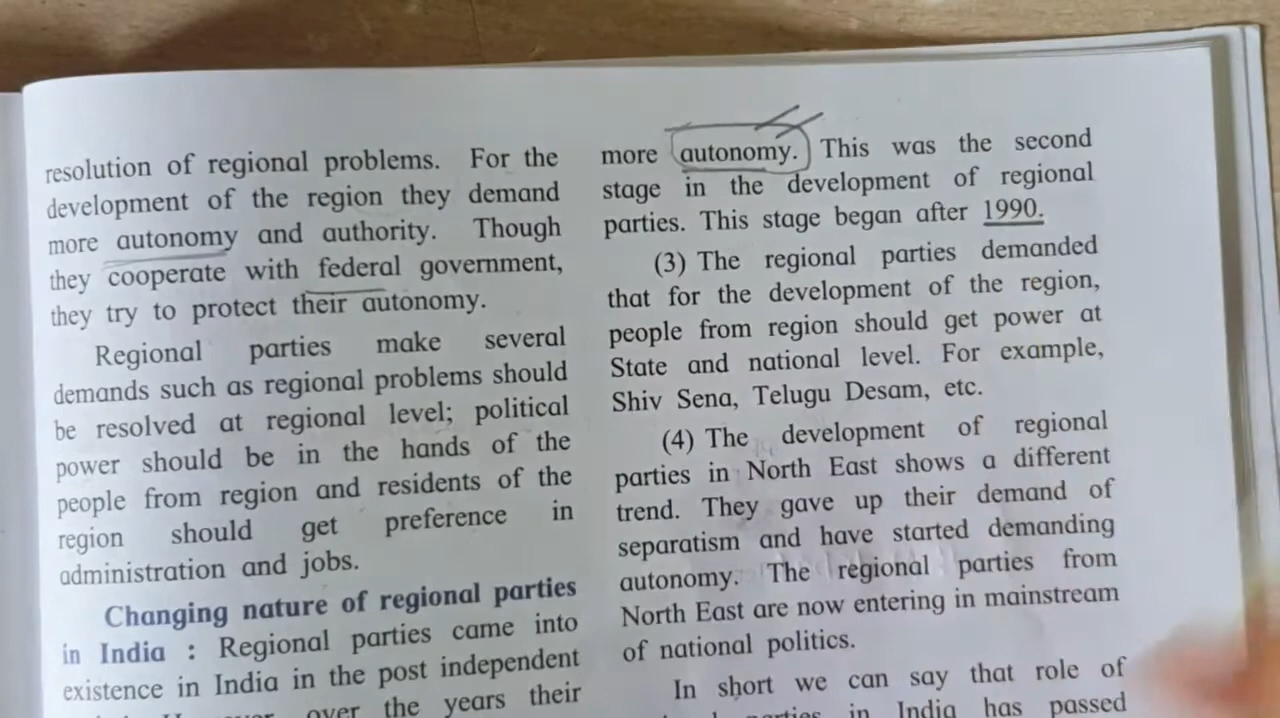 resolution of regional problems. For the
development of the region they demand
more autonomy and authority. Though
they cooperate with federal government,
they try to protect their autonomy.
Regional parties make several
demands such as regional problems should
be resolved at regional level; political
power should be in the hands of the
people from region and residents of the
region should get preference in
administration and jobs.
Changing nature of regional parties
in India : Regional parties came into
existence in India in the post independent
over the years their
more autonomy. This was the second
stage in the development of regional
parties. This stage began after 1990.
(3) The regional parties demanded
that for the development of the region,
people from region should get power at
State and national level. For example,
Shiv Sena, Telugu Desam, etc.
(4) The development of regional
parties in North East shows a different
trend. They gave up their demand of
separatism and have started demanding
autonomy. The regional parties from
North East are now entering in mainstream
of national politics.
In short we can say that role of
parties in India has passed